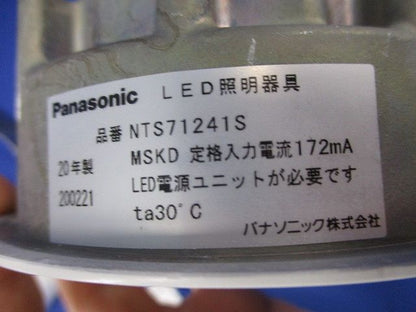 Panasonic LED照明器具
品番 NTS71241S
20年製 MSKD 定格入力電流172mA
200221 LED電源ユニットが必要です
ta30°C
パナソニック株式会社